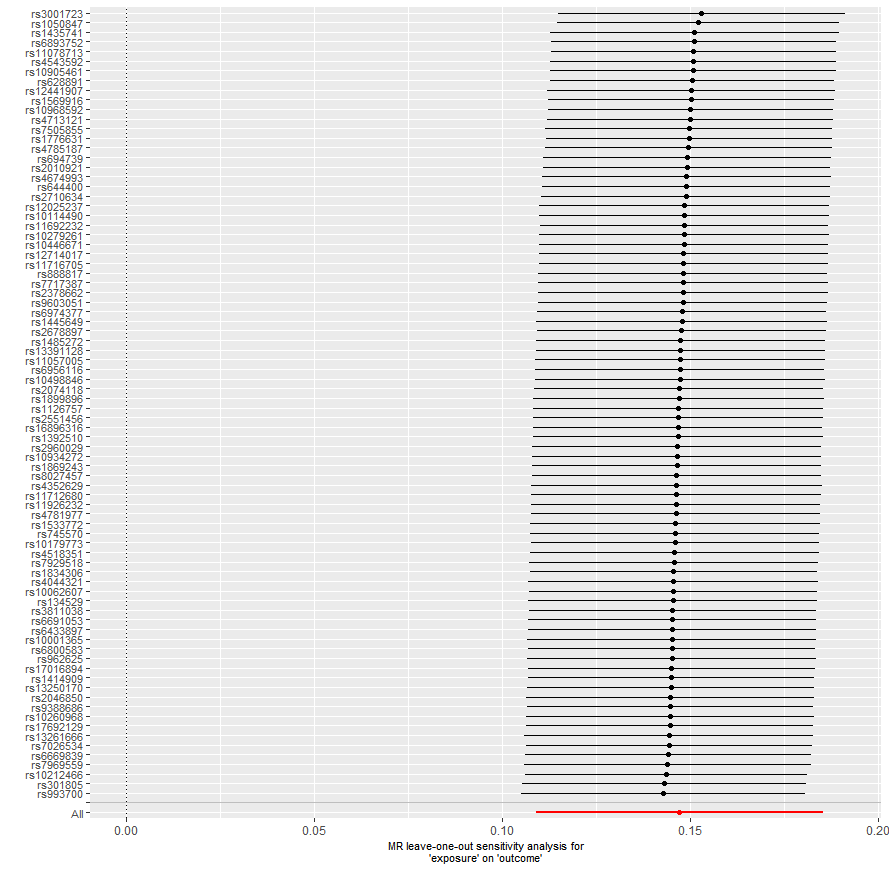 rs3001723
rs1050847
rs1435741
rs6893752
rs11078713
rs4543592
rs10905461
rs628891
rs12441907
rs1569916
rs10968592
rs4713121
rs7505855
rs1776631
rs4785187
rs694739
rs2010921
rs4674993
rs644400
rs2710634
rs12025237
rs10114490
rs11692232
rs10279261
rs10446671
rs12714017
rs11716705
rs888817
rs7717387
rs2378662
rs9603051
rs6974377
rs1445649
rs2678897
rs1485272
rs13391128
rs11057005
rs6956116
rs10498846
rs2074118
rs1899896
rs1126757
rs2551456
rs16896316
rs1392510
rs2960029
rs10934272
rs1869243
rs8027457
rs4352629
rs11712680
rs11926232
rs4781977
rs1533772
rs745570
rs10179773
rs4518351
rs7929518
rs1834306
rs4044321
rs10062607
rs134529
rs3811038
rs6691053
rs6433897
rs10001365
rs6800583
rs962625
rs17016894
rs1414909
rs13250170
rs2046850
rs9388686
rs10260968
rs17692129
rs13261666
rs7026534
rs6669839
rs7969559
rs10212466
rs301805
rs993700
All
0.00 0.05 0.10 0.15 0.20
MR leave-one-out sensitivity analysis for
'exposure' on 'outcome'